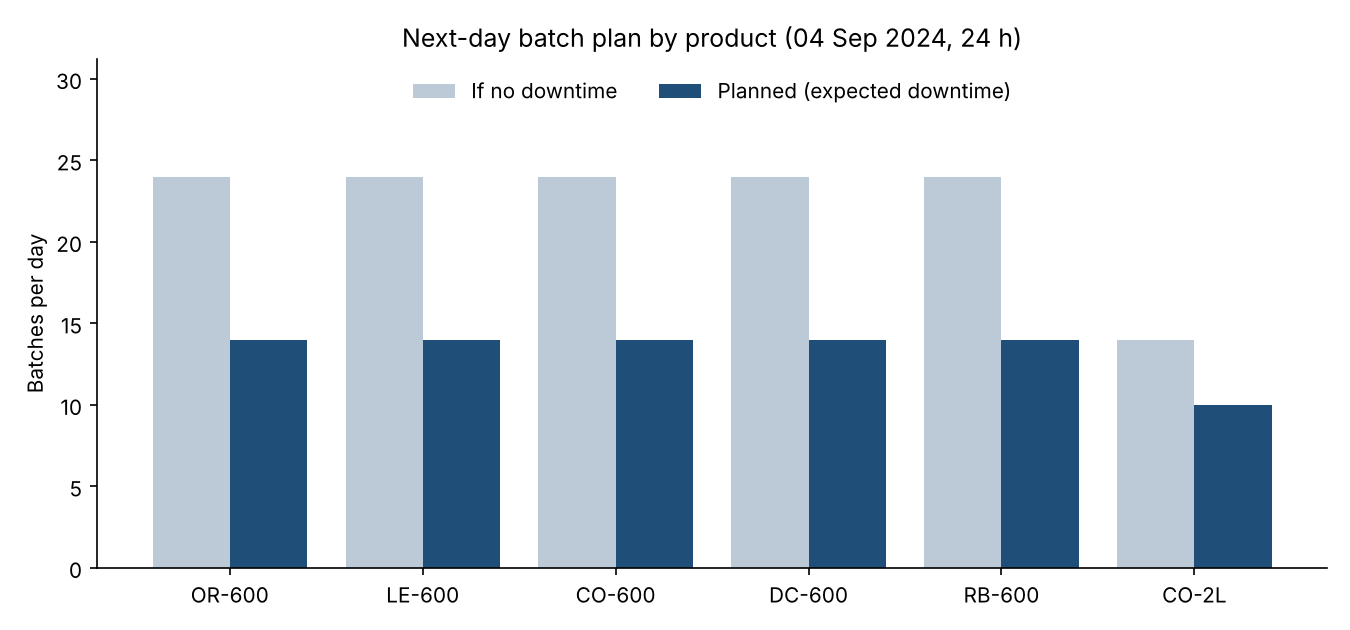 Next-day batch plan by product (04 Sep 2024, 24 h)
If no downtime
Planned (expected downtime)
Batches per day
30
25
20
15
10
5
0
OR-600
LE-600
CO-600
DC-600
RB-600
CO-2L